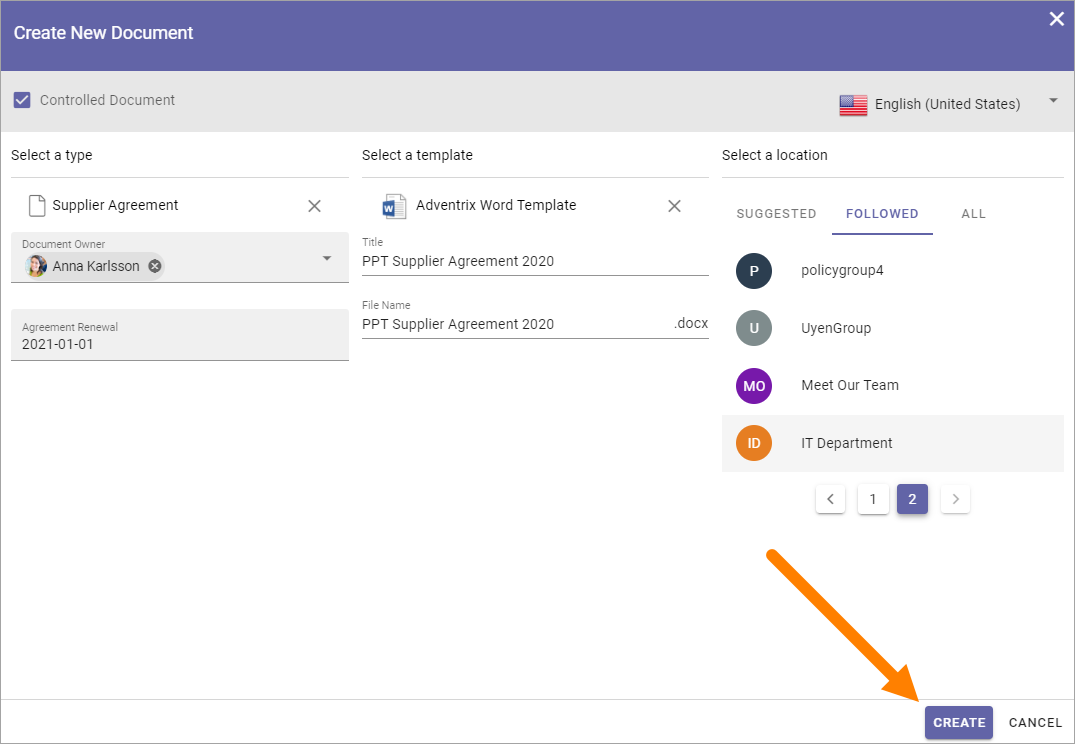 Create New Document
Controlled Document
English (United States)
Select a type
Supplier Agreement
Document Owner
Anna Karlsson
Agreement Renewal
2021-01-01
Select a template
W
Adventrix Word Template
Title
PPT Supplier Agreement 2020
File Name
PPT Supplier Agreement 2020 .docx
Select a location
SUGGESTED FOLLOWED ALL
P policygroup4
U UyenGroup
MO Meet Our Team
ID IT Department
1 2
CREATE CANCEL